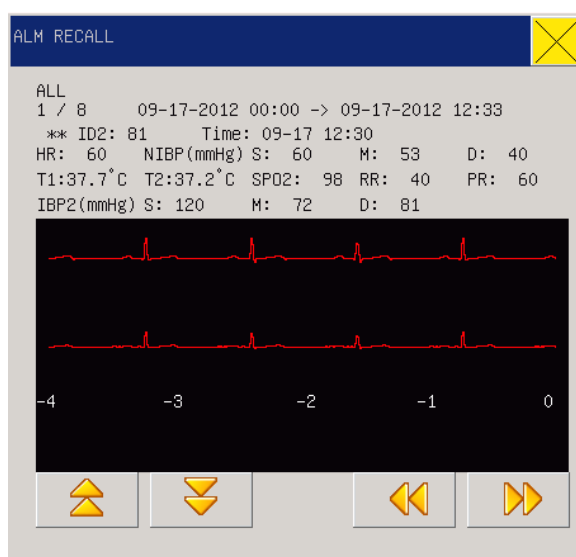 ALM RECALL
ALL
1 / 8 09-17-2012 00:00 -> 09-17-2012 12:33
** ID2: 81 Time: 09-17 12:30
HR: 60 NIBP(mmHg) S: 60 M: 53 D: 40
T1:37.7°C T2:37.2°C SPO2: 98 RR: 40 PR: 60
IBP2(mmHg) S: 120 M: 72 D: 81
-4 -3 -2 -1 0